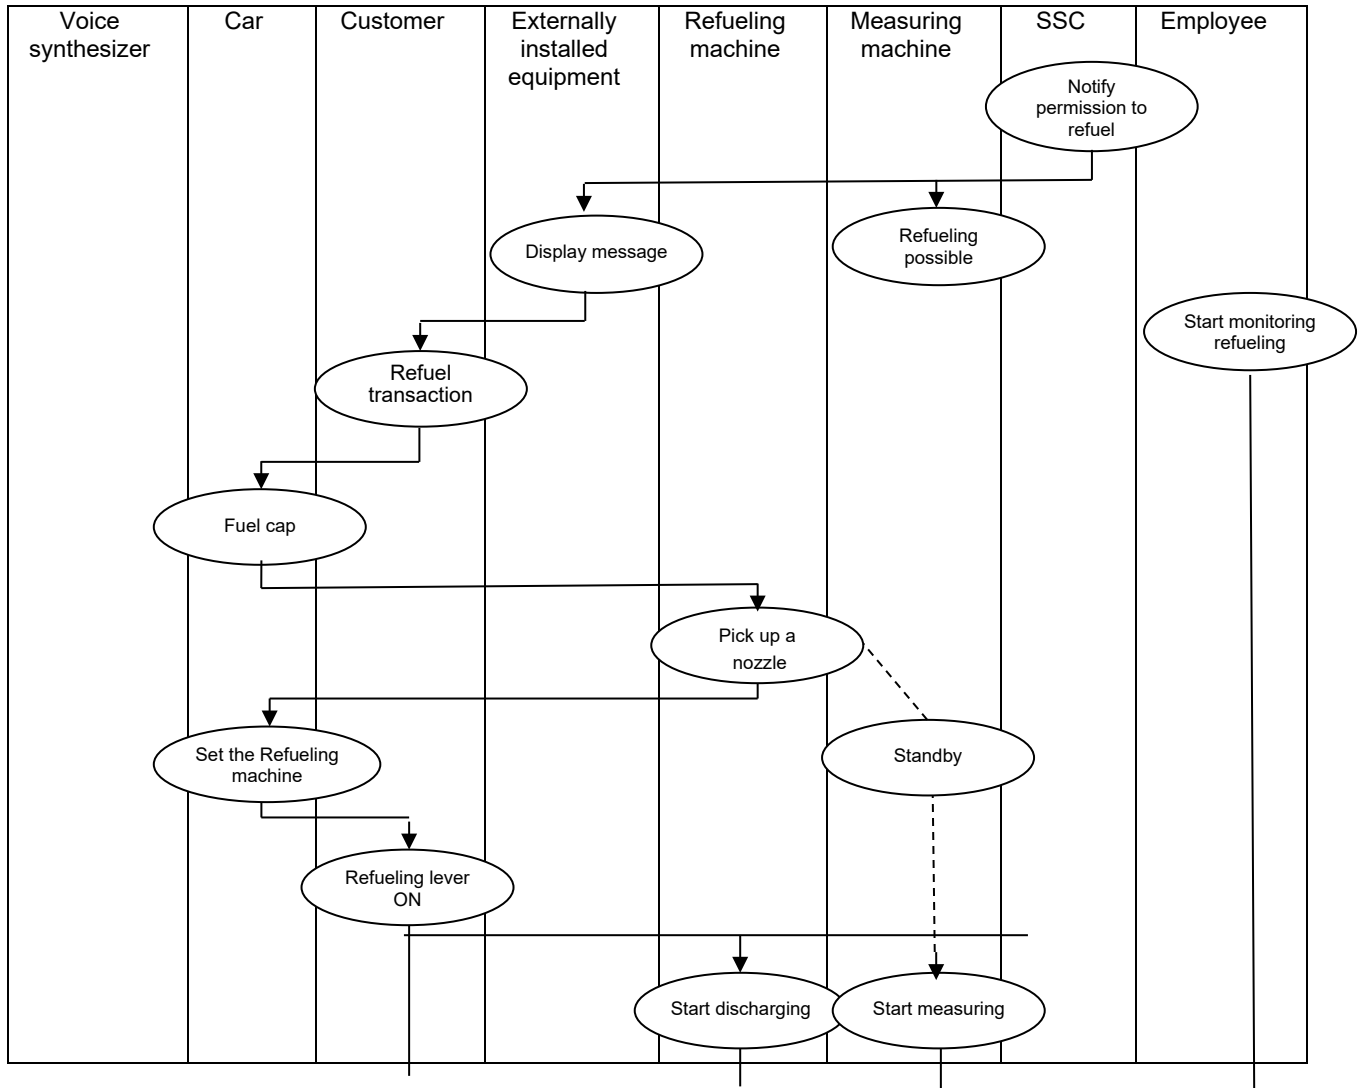 Voice
synthesizer
Car
Customer
Externally
installed
equipment
Refueling
machine
Measuring
machine
SSC
Employee
Notify
permission to
refuel
Display message
Refueling
possible
Start monitoring
refueling
Refuel
transaction
Fuel cap
Pick up a
nozzle
Set the Refueling
machine
Standby
Refueling lever
ON
Start discharging
Start measuring